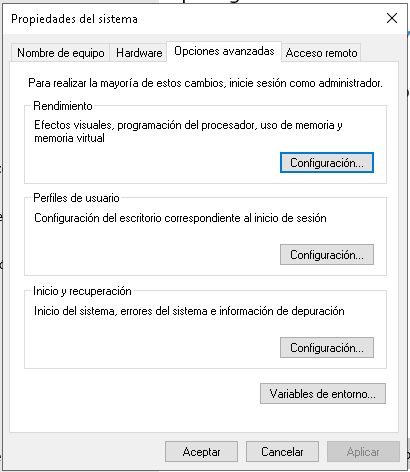 Propiedades del sistema
Nombre de equipo Hardware Opciones avanzadas Acceso remoto
Para realizar la mayoría de estos cambios, inicie sesión como administrador.
Rendimiento
Efectos visuales, programación del procesador, uso de memoria y
memoria virtual
Configuración...
Perfiles de usuario
Configuración del escritorio correspondiente al inicio de sesión
Configuración...
Inicio y recuperación
Inicio del sistema, errores del sistema e información de depuración
Configuración...
Variables de entorno...
Aceptar Cancelar Aplicar